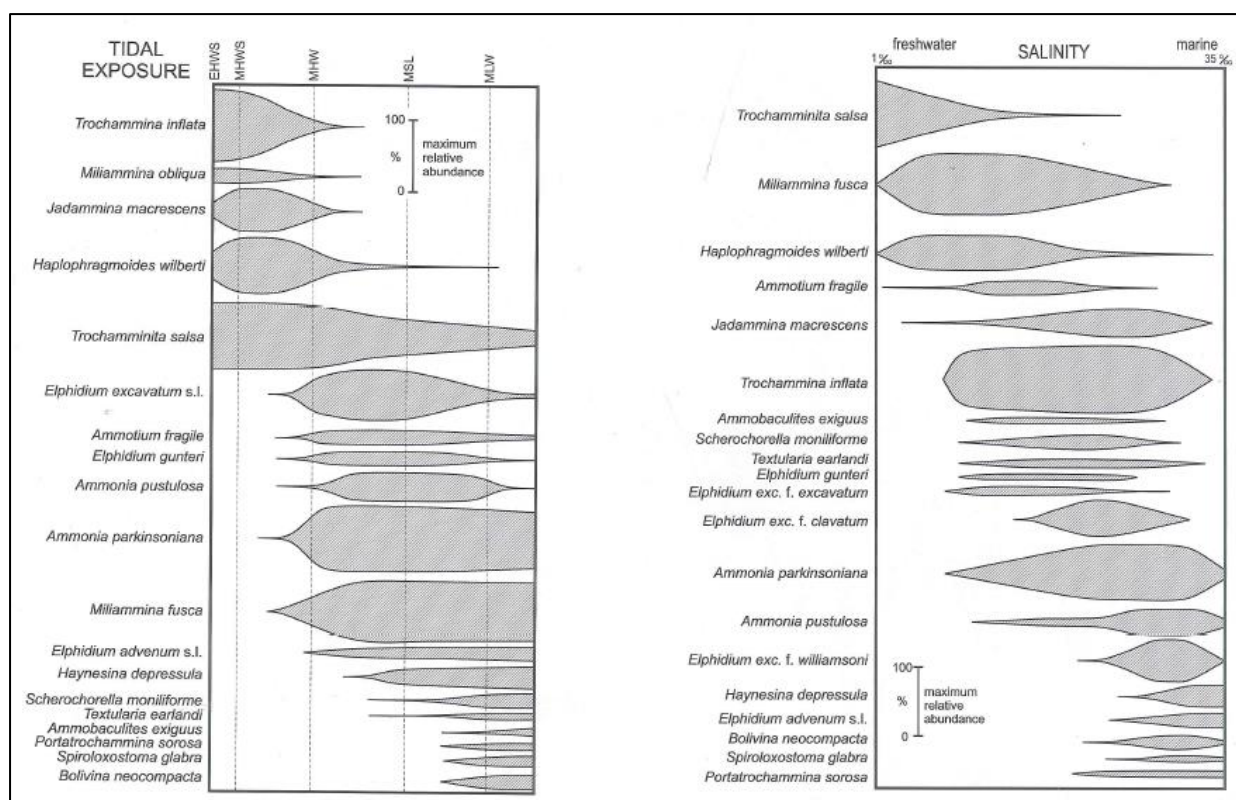 TIDAL
EXPOSURE
EHWS
MHWS
MHW
MSL
MLW
Trochammina inflata
Miliammina obliqua
Jadammina macrescens
Haplophragmoides wilberti
Trochamminita salsa
Elphidium excavatum s.l.
Ammotium fragile
Elphidium gunteri
Ammonia pustulosa
Ammonia parkinsoniana
Miliammina fusca
Elphidium advenum s.l.
Haynesina depressula
Scherochorella moniliforme
Textularia earlandi
Ammobaculites exiguus
Portatrochammina sorosa
Spiroloxostoma glabra
Bolivina neocompacta
100
%
0
maximum
relative
abundance
freshwater SALINITY marine
1‰ 35‰
Trochamminita salsa
Miliammina fusca
Haplophragmoides wilberti
Ammotium fragile
Jadammina macrescens
Trochammina inflata
Ammobaculites exiguus
Scherochorella moniliforme
Textularia earlandi
Elphidium gunteri
Elphidium exc. f. excavatum
Elphidium exc. f. clavatum
Ammonia parkinsoniana
Ammonia pustulosa
Elphidium exc. f. williamsoni
Haynesina depressula
Elphidium advenum s.l.
Bolivina neocompacta
Spiroloxostoma glabra
Portatrochammina sorosa
100
%
0
maximum
relative
abundance